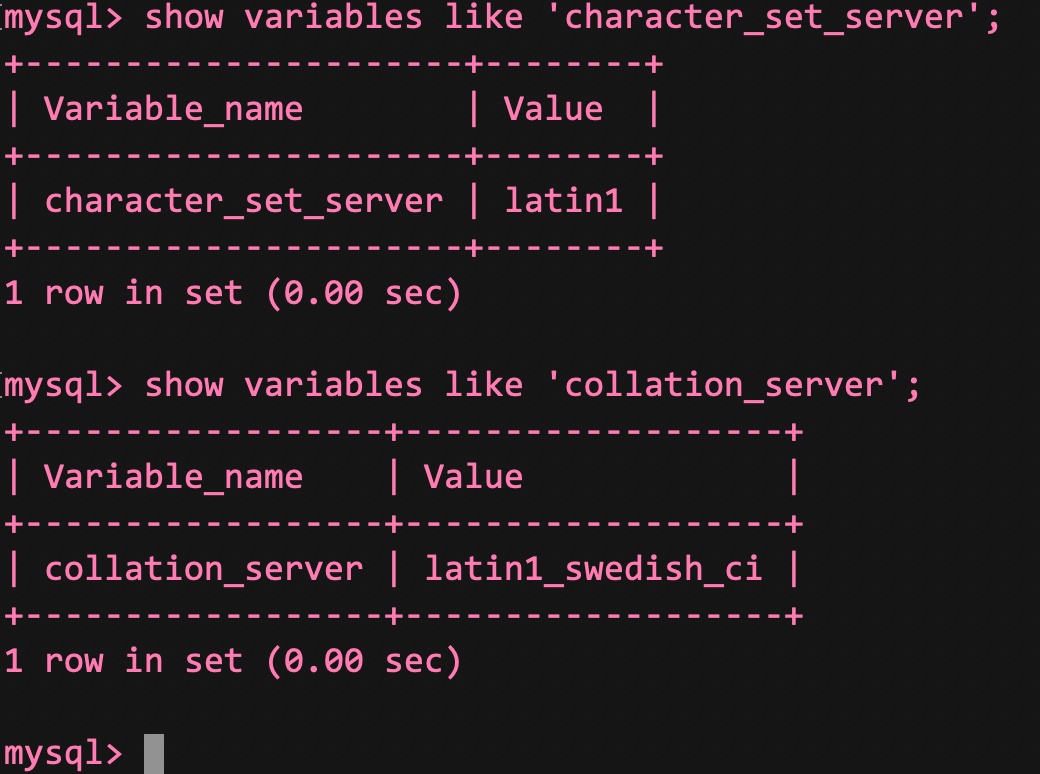 mysql> show variables like 'character_set_server';
+----------------------+--------+
| Variable_name        | Value  |
+----------------------+--------+
| character_set_server | latin1 |
+----------------------+--------+
1 row in set (0.00 sec)

mysql> show variables like 'collation_server';
+------------------+-------------------+
| Variable_name    | Value             |
+------------------+-------------------+
| collation_server | latin1_swedish_ci |
+------------------+-------------------+
1 row in set (0.00 sec)

mysql>